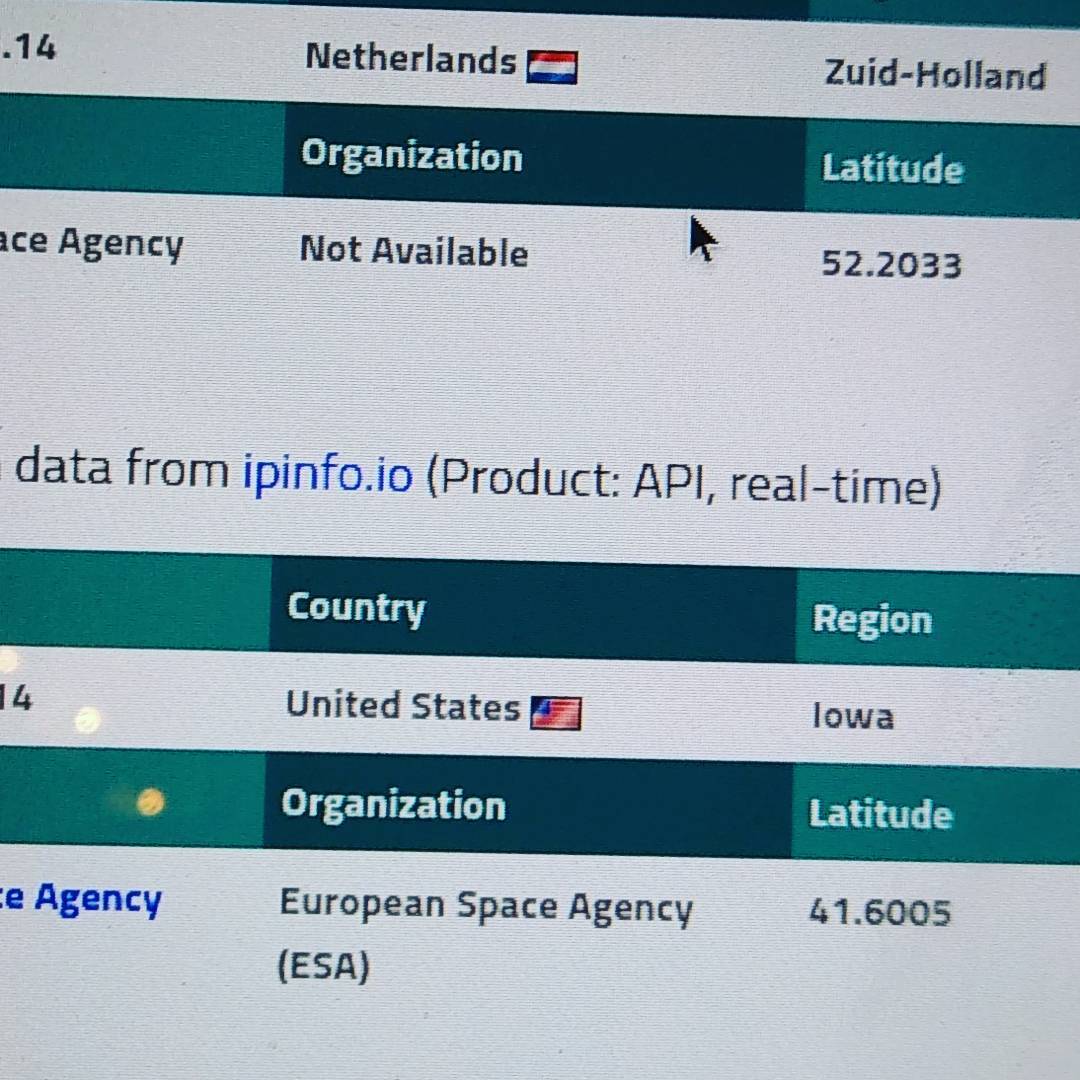 .14 Netherlands Zuid-Holland
Organization Latitude
ace Agency Not Available 52.2033
data from ipinfo.io (Product: API, real-time)
Country Region
14 United States Iowa
Organization Latitude
e Agency European Space Agency 41.6005
(ESA)